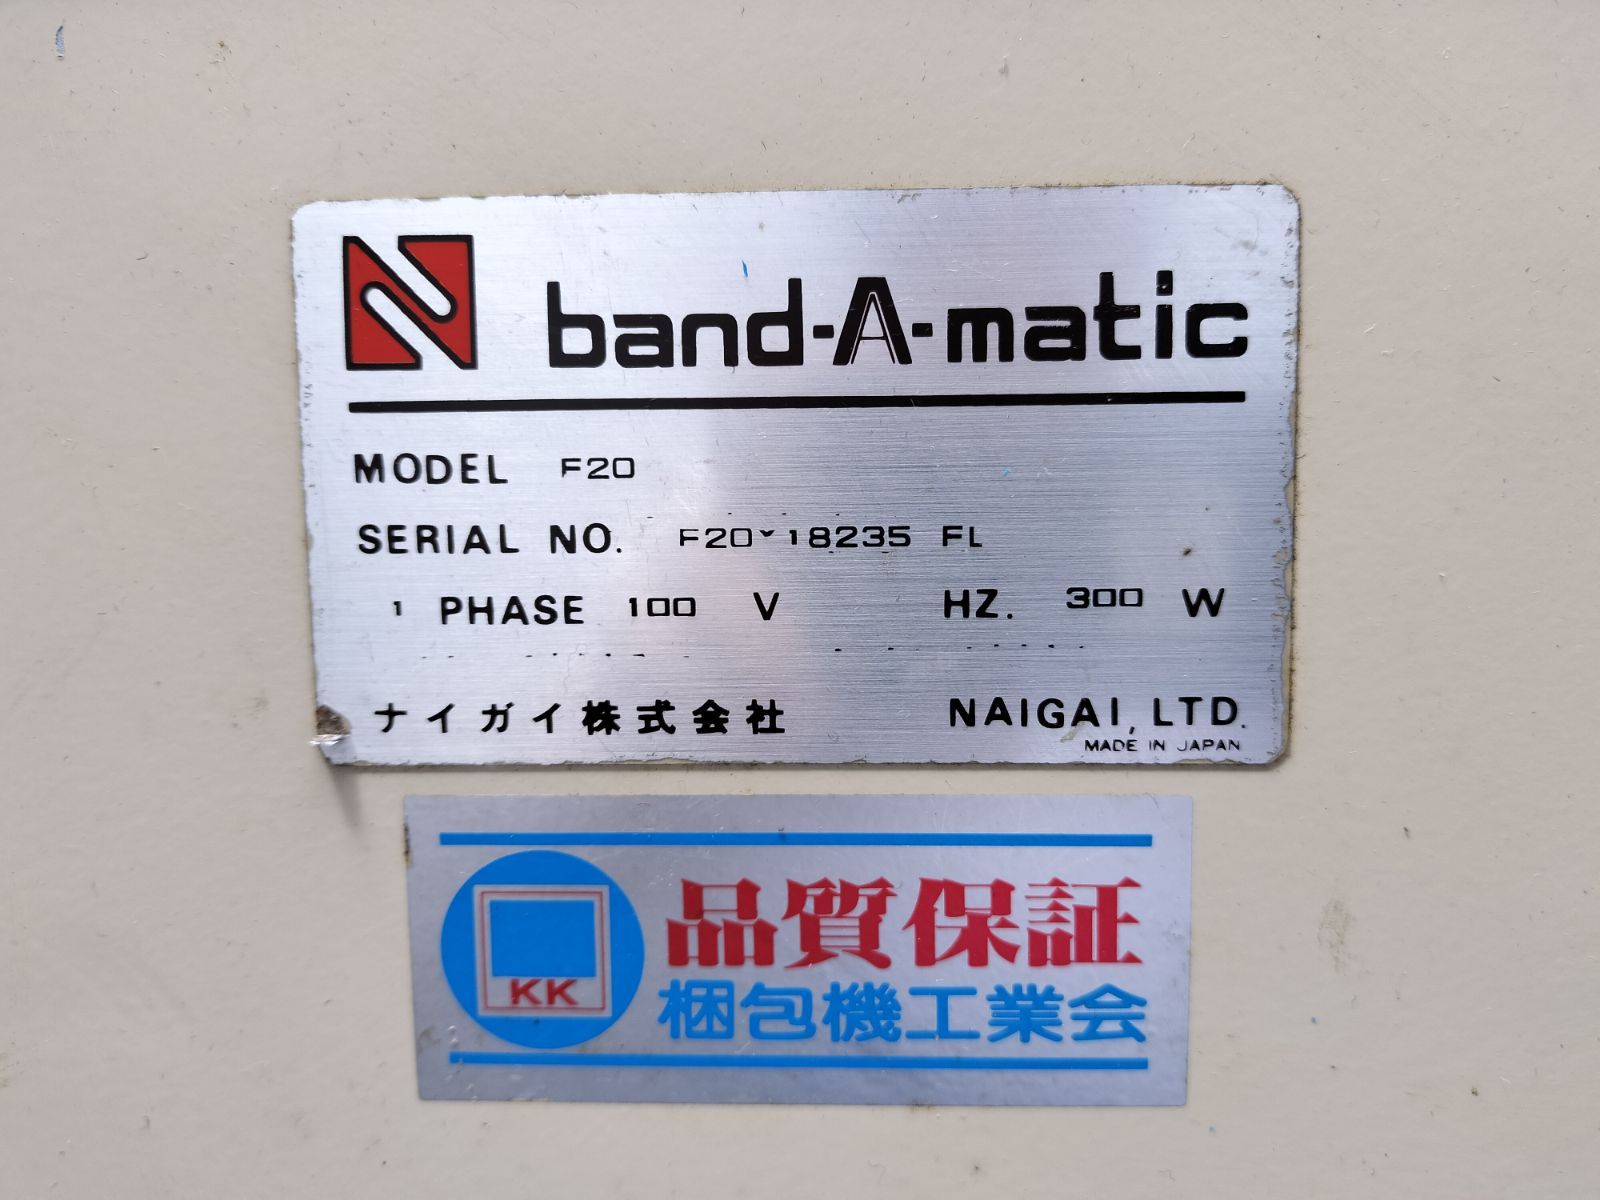 N band-A-matic
MODEL F20
SERIAL NO. F20 18235 FL
1 PHASE 100 V HZ. 300 W
ナイガイ株式会社 NAIGAI, LTD.
MADE IN JAPAN
品質保証
KK
梱包機工業会